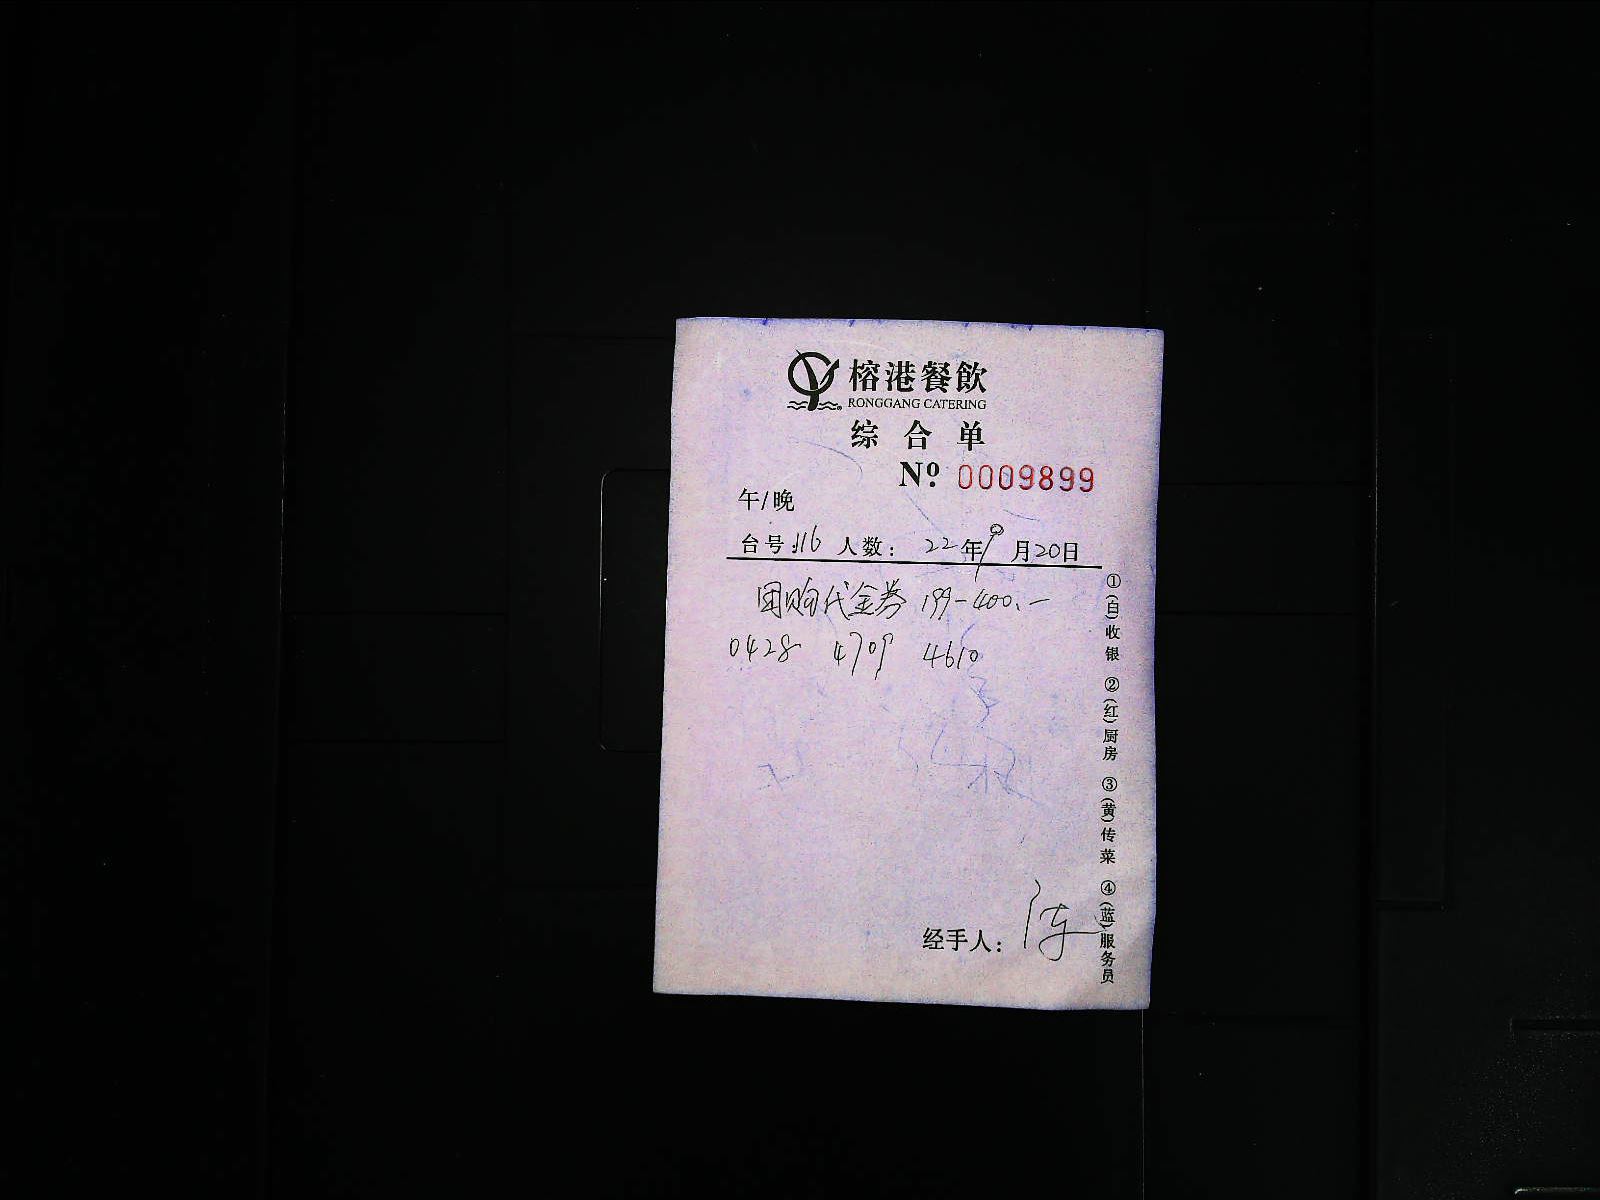 榕港餐飲
RONGGANG CATERING
综合单
Nº: 0009899
午/晚
台号:116 人数: 22年9月20日
团购代金券 199-400.-
0428 4709 4610
经手人: 陈
①(白)收银 ②(红)厨房 ③(黄)传菜 ④(蓝)服务员